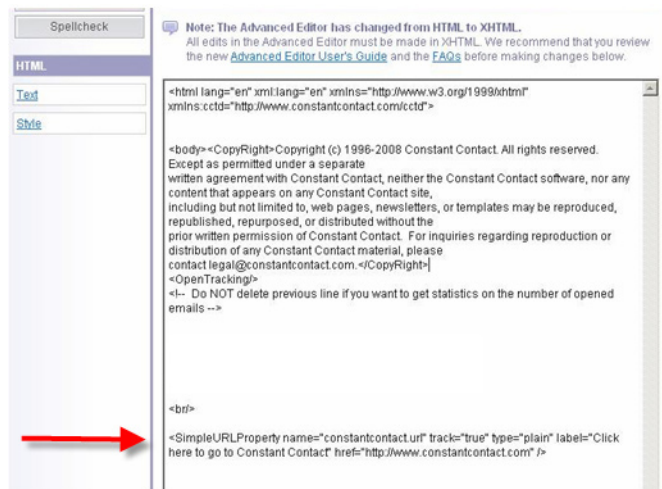 Spellcheck
HTML
Text
Style
Note: The Advanced Editor has changed from HTML to XHTML.
All edits in the Advanced Editor must be made in XHTML. We recommend that you review
the new Advanced Editor User's Guide and the FAQs before making changes below.
<html lang="en" xml:lang="en" xmlns="http://www.w3.org/1999/xhtml"
xmlns:cctd="http://www.constantcontact.com/cctd">
<body><CopyRight>Copyright (c) 1996-2008 Constant Contact. All rights reserved.
Except as permitted under a separate
written agreement with Constant Contact, neither the Constant Contact software, nor any
content that appears on any Constant Contact site,
including but not limited to, web pages, newsletters, or templates may be reproduced,
republished, repurposed, or distributed without the
prior written permission of Constant Contact.  For inquiries regarding reproduction or
distribution of any Constant Contact material, please
contact legal@constantcontact.com.</CopyRight>
<OpenTracking/>
<!--  Do NOT delete previous line if you want to get statistics on the number of opened
emails -->
<br/>
<SimpleURLProperty name="constantcontact.url" track="true" type="plain" label="Click
here to go to Constant Contact" href="http://www.constantcontact.com" />